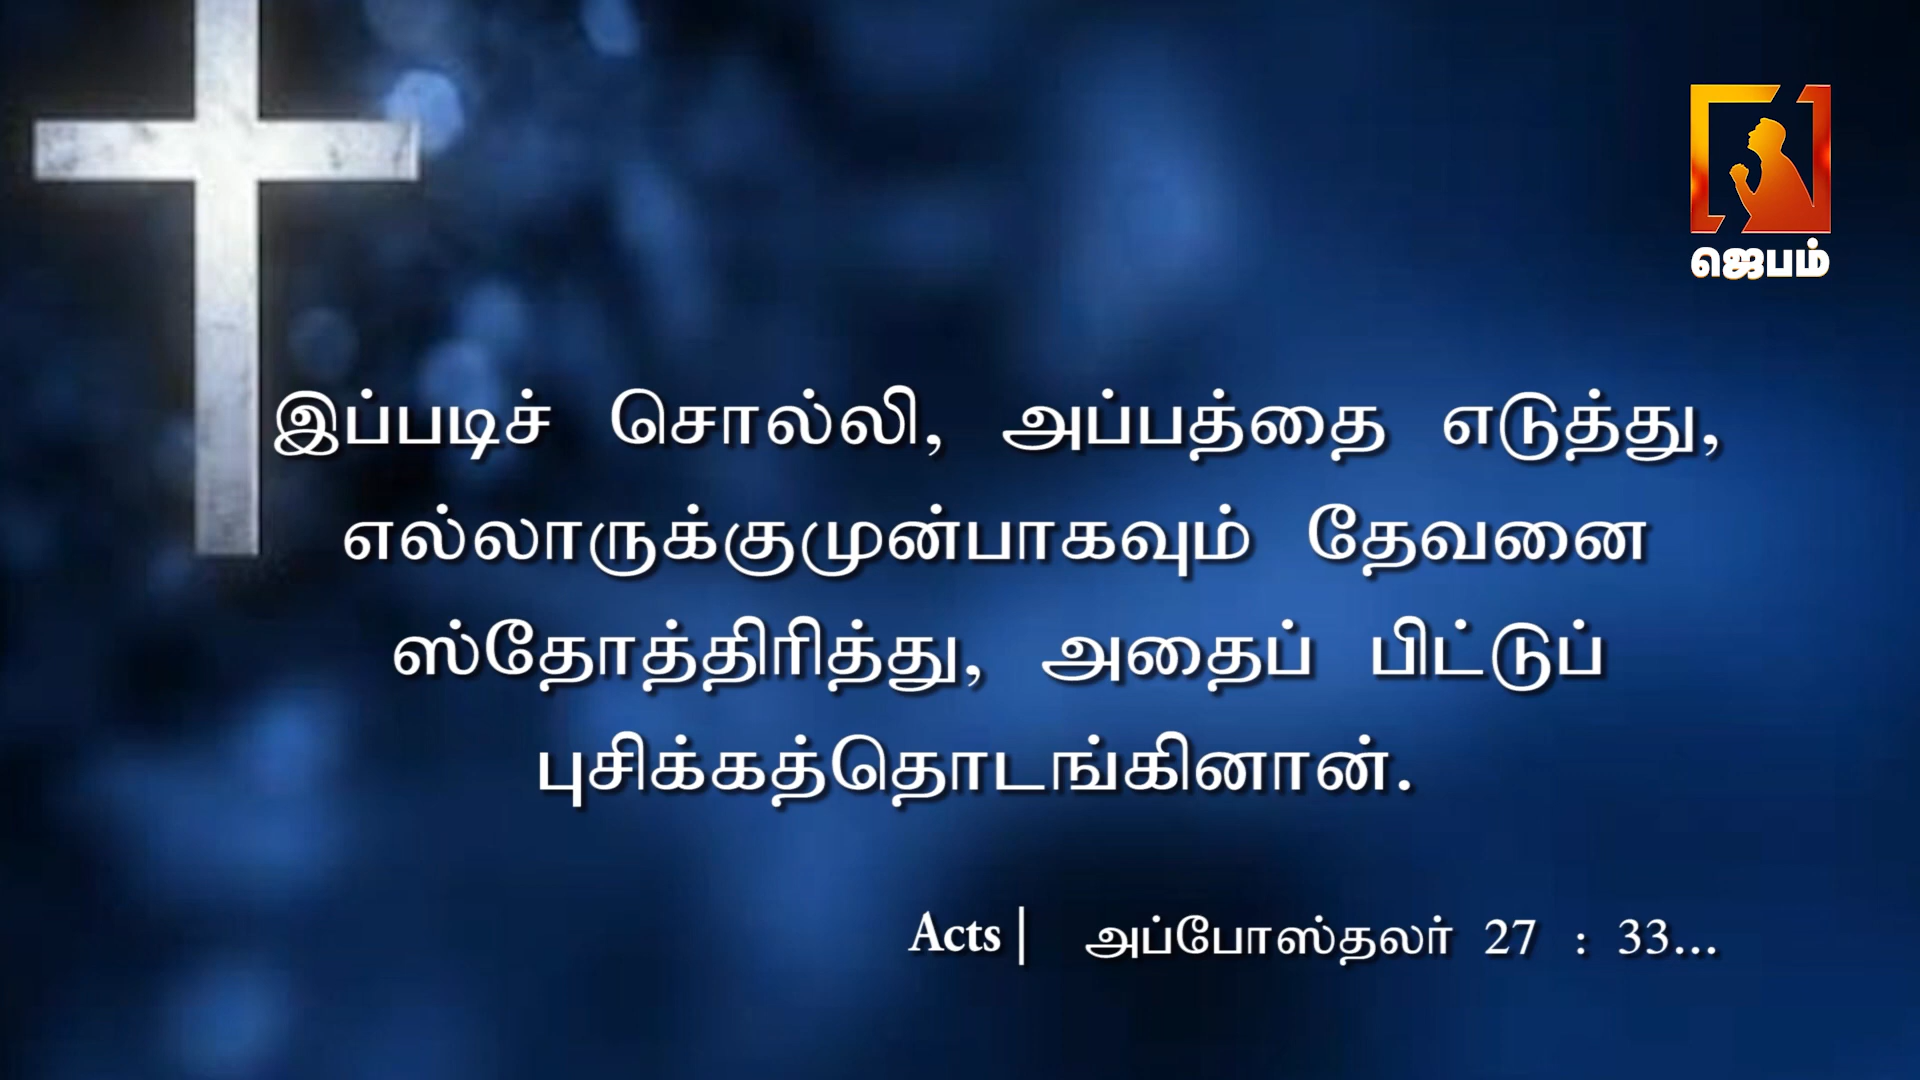 ஜெபம்
இப்படிச் சொல்லி, அப்பத்தை எடுத்து,
எல்லாருக்குமுன்பாகவும் தேவனை
ஸ்தோத்திரித்து, அதைப் பிட்டுப்
புசிக்கத்தொடங்கினான்.
Acts | அப்போஸ்தலர் 27 : 33...